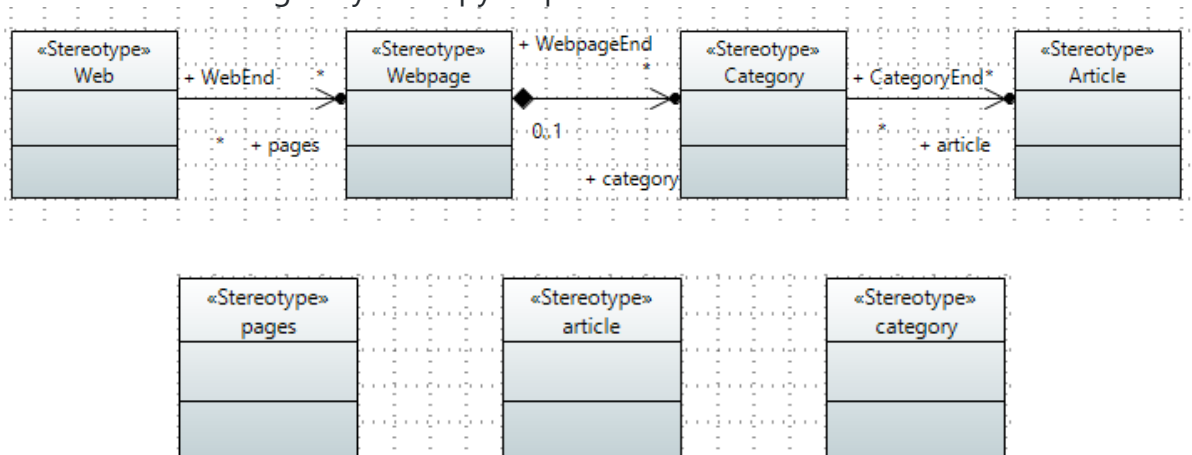 «Stereotype»
Web
+ WebEnd
*
*
+ pages
«Stereotype»
Webpage
+ WebpageEnd
*
0..1
+ category
«Stereotype»
Category
+ CategoryEnd
*
*
+ article
«Stereotype»
Article
«Stereotype»
pages
«Stereotype»
article
«Stereotype»
category